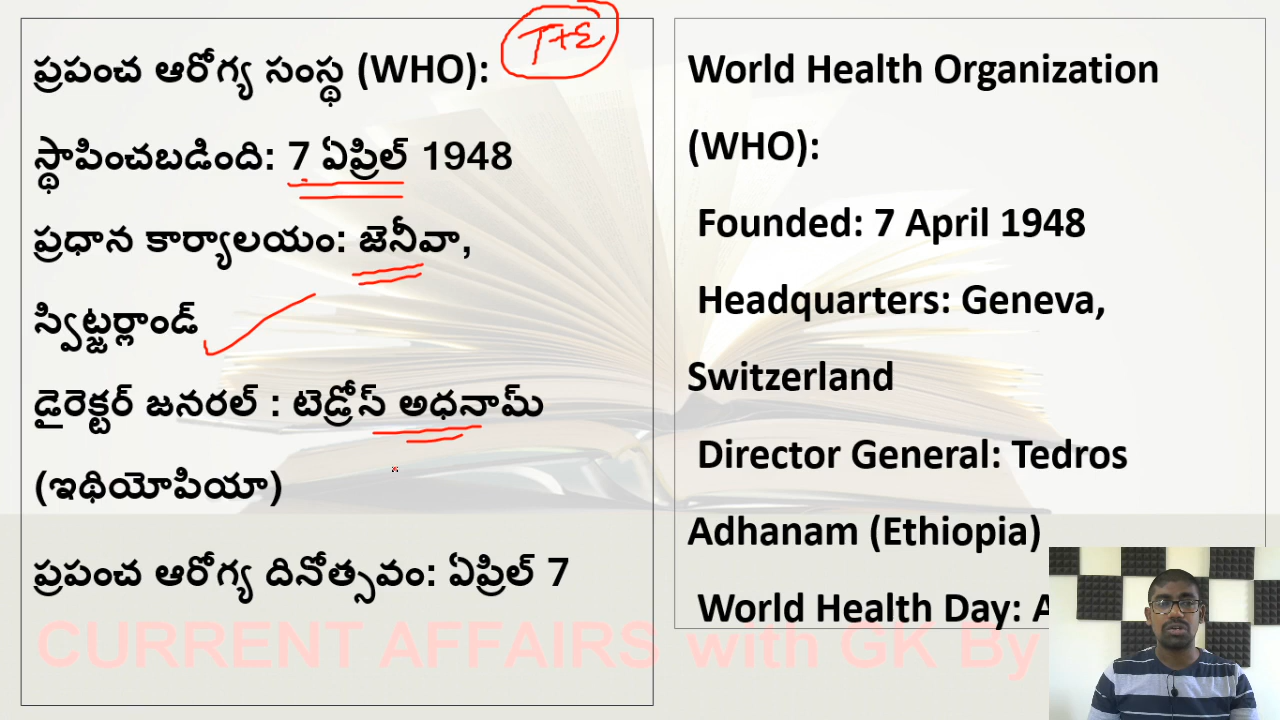 ప్రపంచ ఆరోగ్య సంస్థ (WHO):
T+E
స్థాపించబడింది: 7 ఏప్రిల్ 1948
ప్రధాన కార్యాలయం: జెనీవా,
స్విట్జర్లాండ్
డైరెక్టర్ జనరల్ : టెడ్రోస్ అధనామ్
(ఇథియోపియా)
ప్రపంచ ఆరోగ్య దినోత్సవం: ఏప్రిల్ 7
World Health Organization
(WHO):
Founded: 7 April 1948
Headquarters: Geneva,
Switzerland
Director General: Tedros
Adhanam (Ethiopia)
World Health Day: A
CURRENT AFFAIRS with GK By